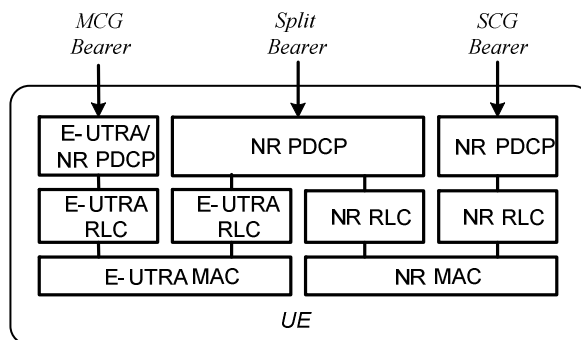 MCG
Bearer
Split
Bearer
SCG
Bearer
E-UTRA/
NR PDCP
NR PDCP
NR PDCP
E-UTRA
RLC
E-UTRA
RLC
NR RLC
NR RLC
E-UTRA MAC
NR MAC
UE